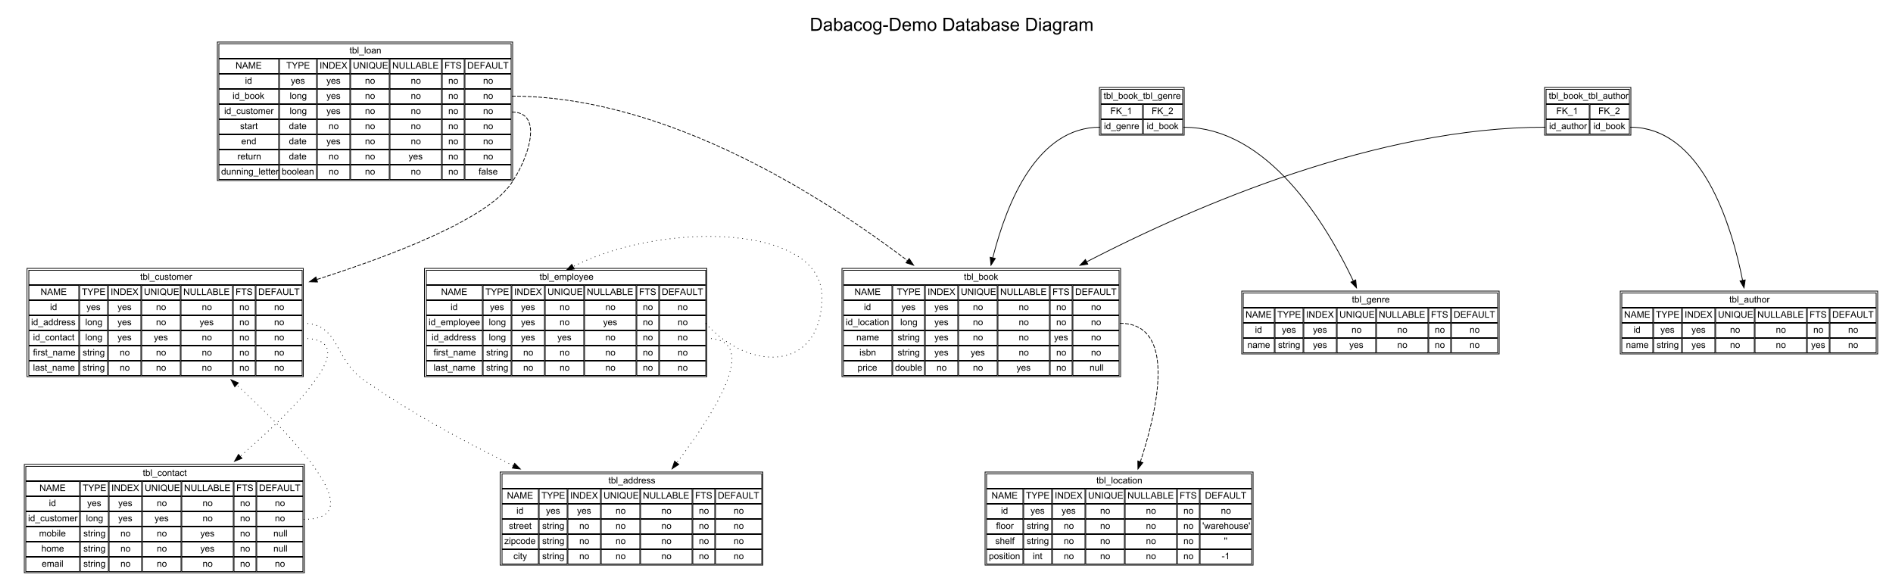 Dabacog-Demo Database Diagram
tbl_loan
NAME TYPE INDEX UNIQUE NULLABLE FTS DEFAULT
id yes yes no no no no
id_book long yes no no no no
id_customer long yes no no no no
start date no no no no no
end date yes no no no no
return date no no yes no no
dunning_letter boolean no no no no false
tbl_book_tbl_genre
FK_1 FK_2
id_genre id_book
tbl_book_tbl_author
FK_1 FK_2
id_author id_book
tbl_customer
NAME TYPE INDEX UNIQUE NULLABLE FTS DEFAULT
id yes yes no no no no
id_address long yes no yes no no
id_contact long yes yes no no no
first_name string no no no no no
last_name string no no no no no
tbl_employee
NAME TYPE INDEX UNIQUE NULLABLE FTS DEFAULT
id yes yes no no no no
id_employee long yes no yes no no
id_address long yes yes no no no
first_name string no no no no no
last_name string no no no no no
tbl_book
NAME TYPE INDEX UNIQUE NULLABLE FTS DEFAULT
id yes yes no no no no
id_location long yes no no no no
name string yes no no yes no
isbn string yes yes no no no
price double no no yes no null
tbl_genre
NAME TYPE INDEX UNIQUE NULLABLE FTS DEFAULT
id yes yes no no no no
name string yes yes no no no
tbl_author
NAME TYPE INDEX UNIQUE NULLABLE FTS DEFAULT
id yes yes no no no no
name string yes no no yes no
tbl_contact
NAME TYPE INDEX UNIQUE NULLABLE FTS DEFAULT
id yes yes no no no no
id_customer long yes yes no no no
mobile string no no yes no null
home string no no yes no null
email string no no no no no
tbl_address
NAME TYPE INDEX UNIQUE NULLABLE FTS DEFAULT
id yes yes no no no no
street string no no no no no
zipcode string no no no no no
city string no no no no no
tbl_location
NAME TYPE INDEX UNIQUE NULLABLE FTS DEFAULT
id yes yes no no no no
floor string no no no no 'warehouse'
shelf string no no no no ''
position int no no no no -1